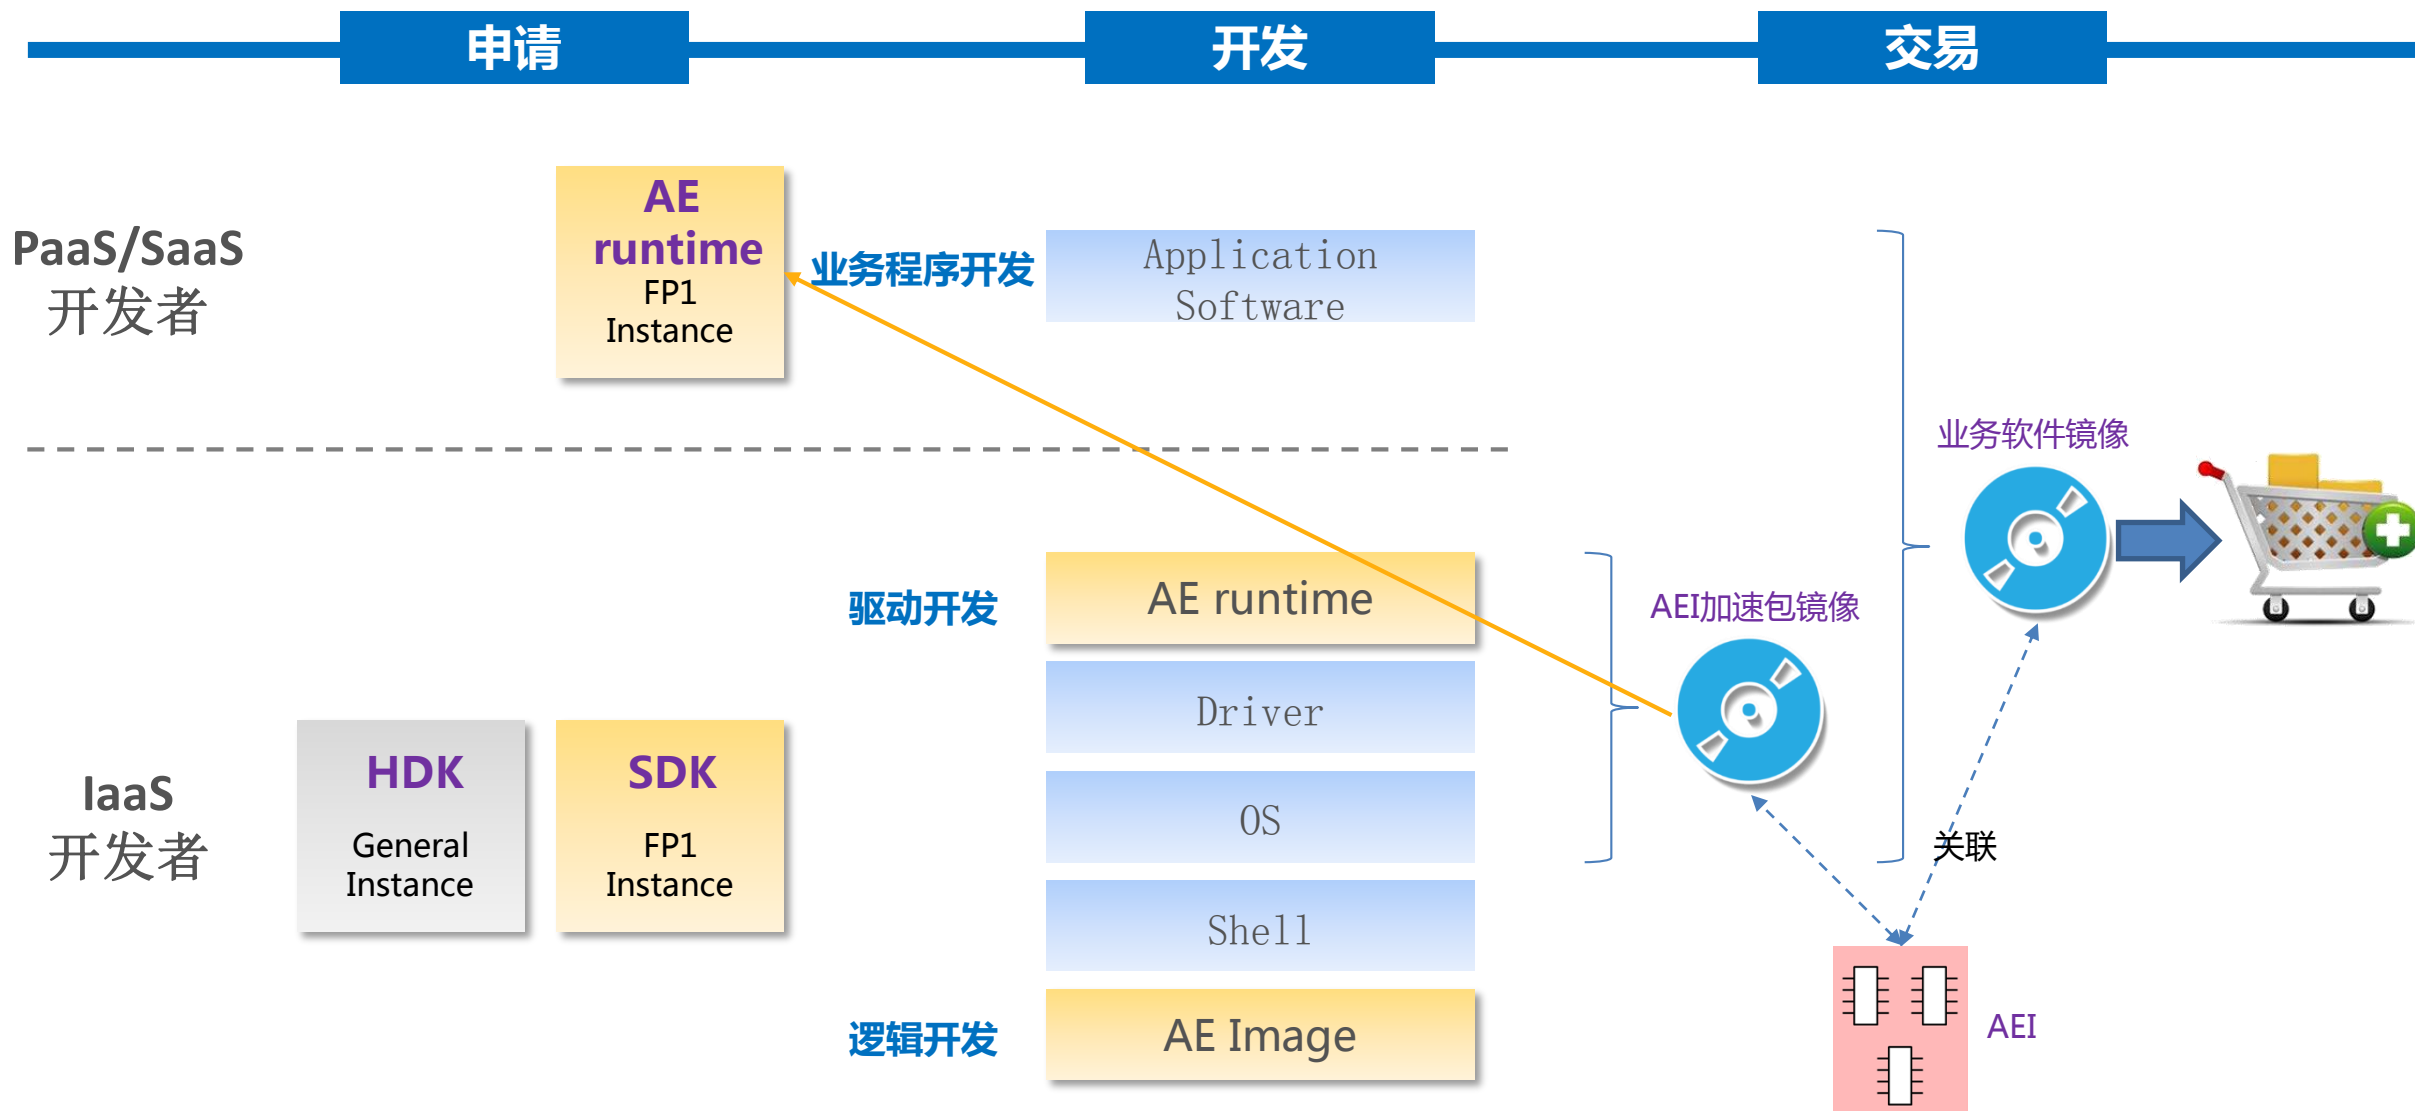 申请
开发
交易
PaaS/SaaS
开发者
AE
runtime
FP1
Instance
业务程序开发
Application
Software
业务软件镜像
驱动开发
AE runtime
AEI加速包镜像
Driver
IaaS
开发者
HDK
General
Instance
SDK
FP1
Instance
OS
关联
Shell
逻辑开发
AE Image
AEI